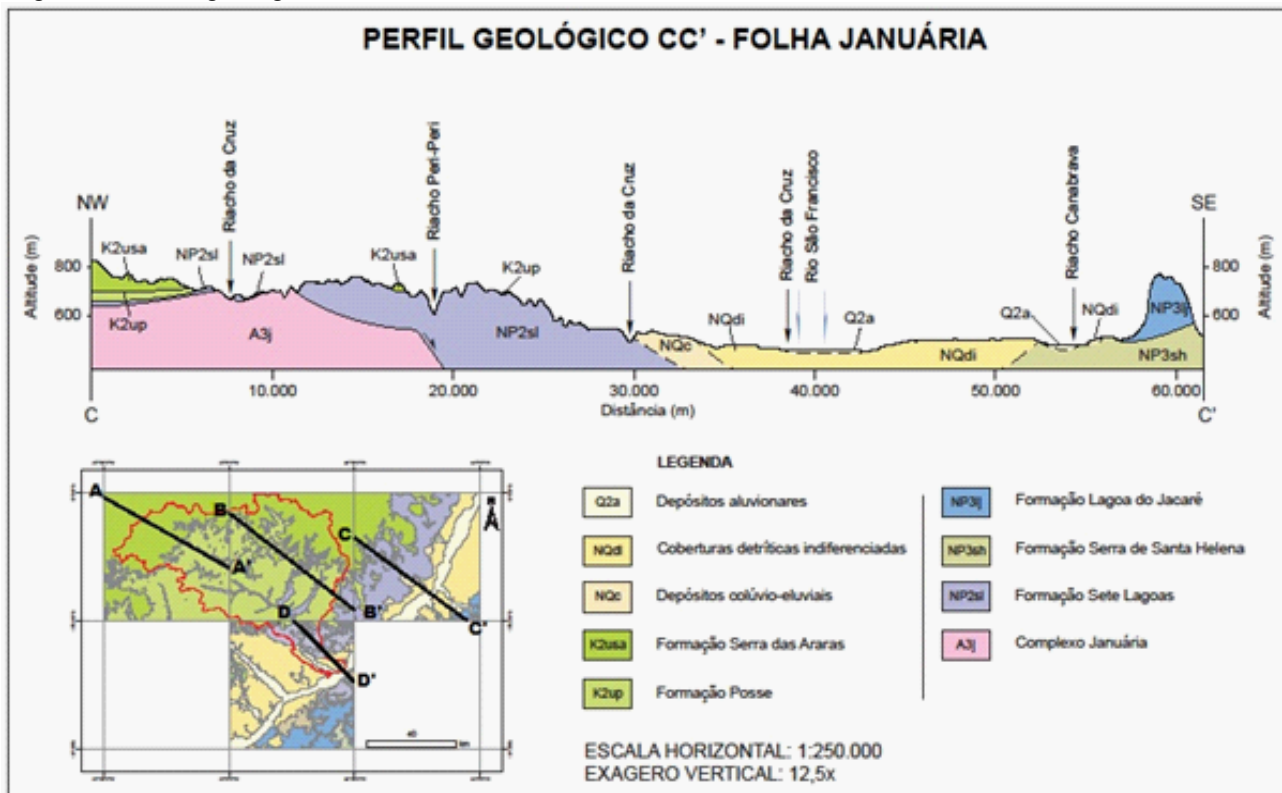 PERFIL GEOLÓGICO CC' - FOLHA JANUÁRIA
NW
SE
Riacho da Cruz
Riacho Peri-Peri
Riacho da Cruz
Riacho da Cruz
Rio São Francisco
Riacho Canabrava
Altitude (m)
800
600
K2usa
NP2sl
NP2sl
K2up
A3j
K2usa
K2up
NP2sl
NQc
NQdi
Q2a
NQdi
Q2a
NQdi
NP3lj
NP3sh
800
600
Altitude (m)
10.000
20.000
30.000
40.000
50.000
60.000
Distância (m)
C
C'
A
B
C
A'
D
B'
C'
D'
40
km
LEGENDA
Q2a Depósitos aluvionares
NQdi Coberturas detríticas indiferenciadas
NQc Depósitos colúvio-eluviais
K2usa Formação Serra das Araras
K2up Formação Posse
NP3lj Formação Lagoa do Jacaré
NP3sh Formação Serra de Santa Helena
NP2sl Formação Sete Lagoas
A3j Complexo Januária
ESCALA HORIZONTAL: 1:250.000
EXAGERO VERTICAL: 12,5x